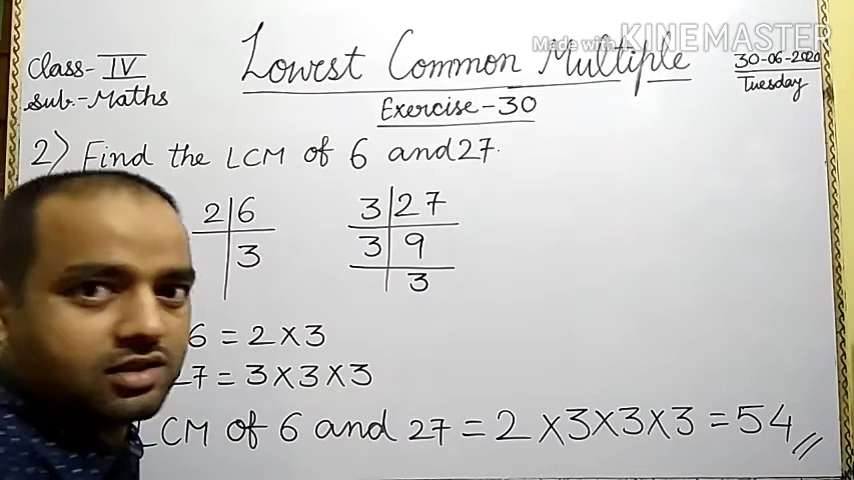 Made with KINEMASTER
Lowest Common Multiple
Class- IV
30-06-2020
Sub.- Maths
Tuesday
Exercise-30
2) Find the LCM of 6 and 27.
2 6 3 27
3 3 9
3
6 = 2 X 3
27 = 3 X 3 X 3
LCM of 6 and 27 = 2 X 3 X 3 X 3 = 54 //